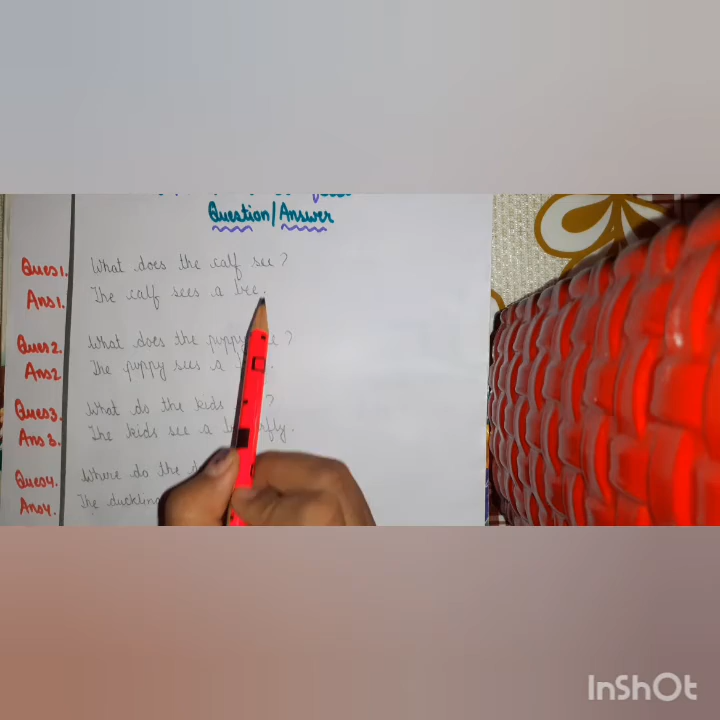 Question/Answer
Ques1. What does the calf see?
Ans1. The calf sees a bee.
Ques2. What does the puppy ?
Ans2 The puppy sees a .
Ques3. What do the kids ?
Ans3. The kids see a butterfly.
Ques4. Where do the
Ans4. The duckling
InShOt